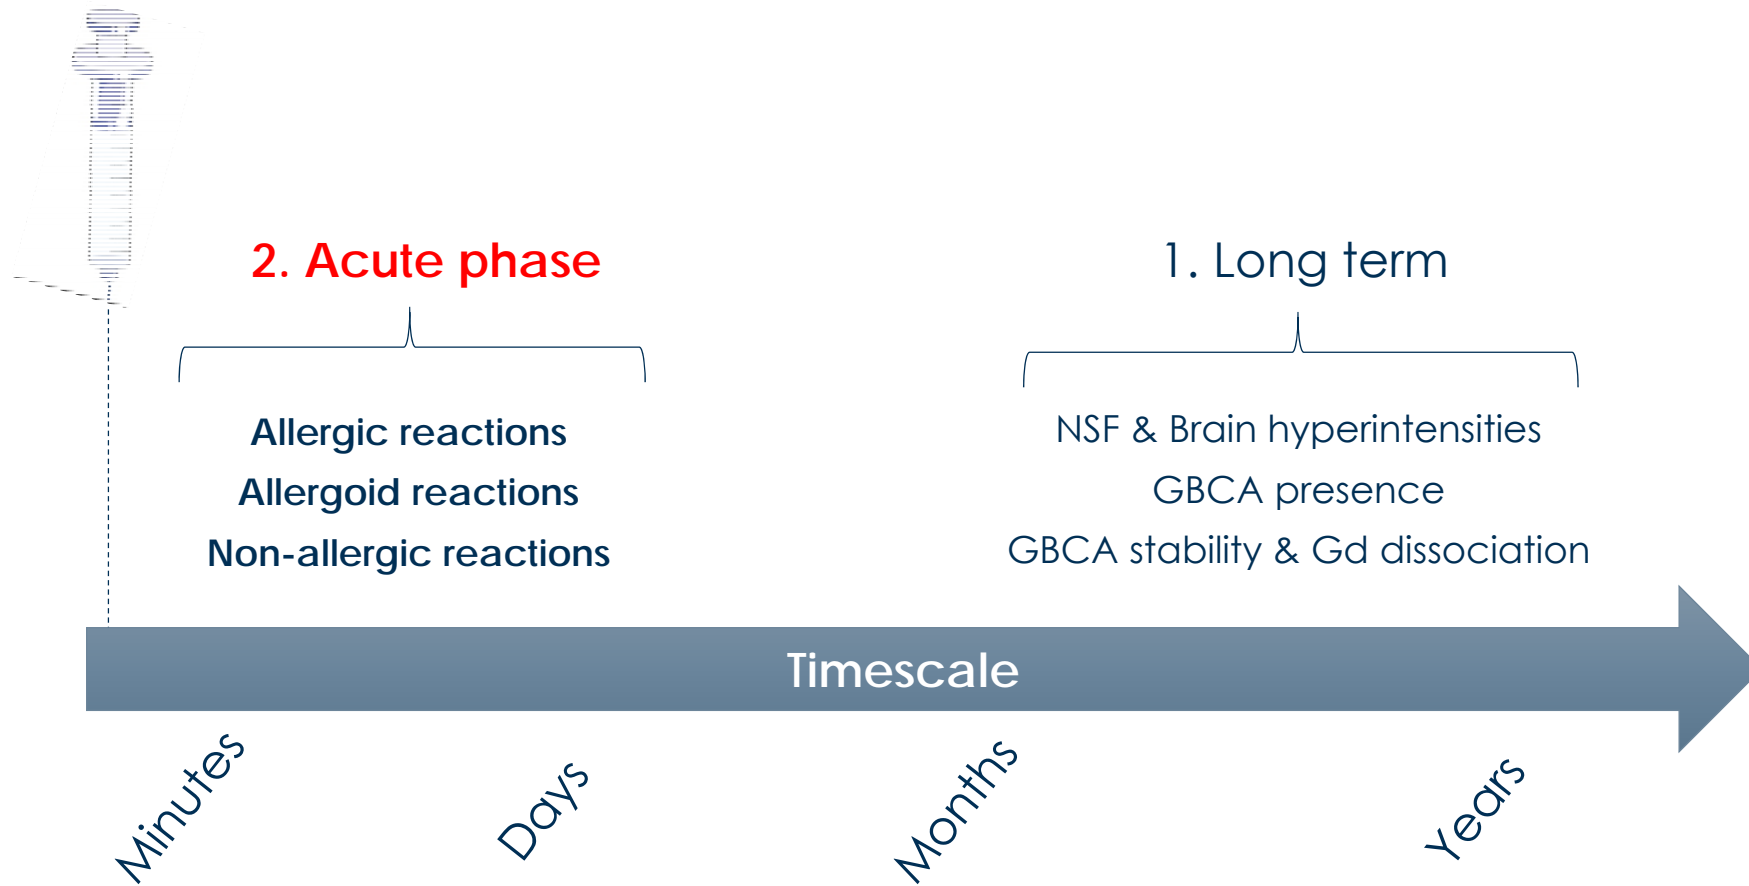 2. Acute phase
Allergic reactions
Allergoid reactions
Non-allergic reactions
1. Long term
NSF & Brain hyperintensities
GBCA presence
GBCA stability & Gd dissociation
Timescale
Minutes
Days
Months
Years